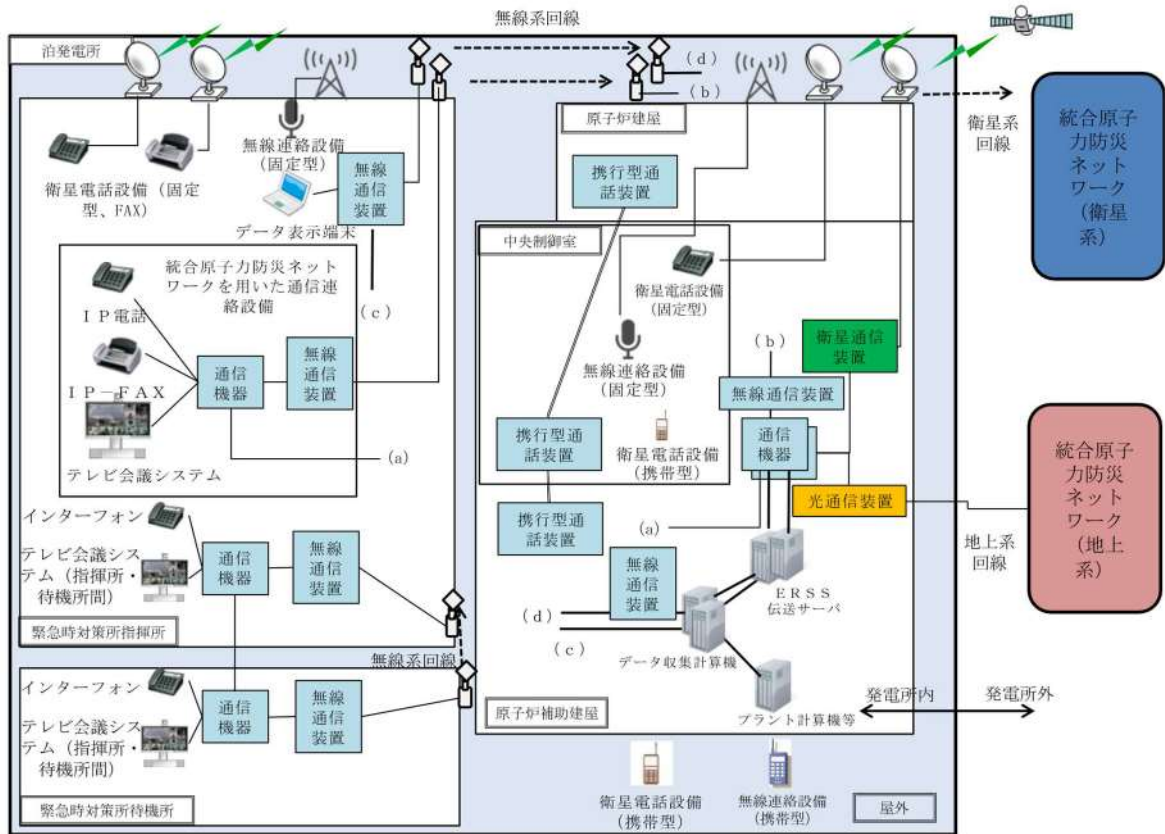 無線系回線
泊発電所
(d)
(b)
無線連絡設備
(固定型)
無線
通信
装置
衛星電話設備（固定
型、FAX）
データ表示端末
(c)
統合原子力防災ネット
ワークを用いた通信連
絡設備
ＩＰ電話
ＩＰ－ＦＡＸ
テレビ会議システム
通信
機器
無線
通信
装置
(a)
インターフォン
テレビ会議シス
テム（指揮所・
待機所間）
通信
機器
無線
通信
装置
緊急時対策所指揮所
無線系回線
インターフォン
テレビ会議シス
テム（指揮所・
待機所間）
通信
機器
無線
通信
装置
緊急時対策所待機所
原子炉建屋
携行型通
話装置
中央制御室
衛星電話設備
(固定型)
無線連絡設備
(固定型)
携行型通
話装置
衛星電話設備
(携帯型)
携行型通
話装置
(b)
衛星通信
装置
無線通信装置
通信
機器
光通信装置
(a)
無線
通信
装置
ＥＲＳＳ
伝送サーバ
(d)
(c)
データ収集計算機
プラント計算機等
原子炉補助建屋
衛星電話設備
(携帯型)
無線連絡設備
(携帯型)
屋外
発電所内
発電所外
衛星系
回線
統合原子
力防災
ネット
ワーク
（衛星
系）
地上系
回線
統合原子
力防災
ネット
ワーク
（地上
系）